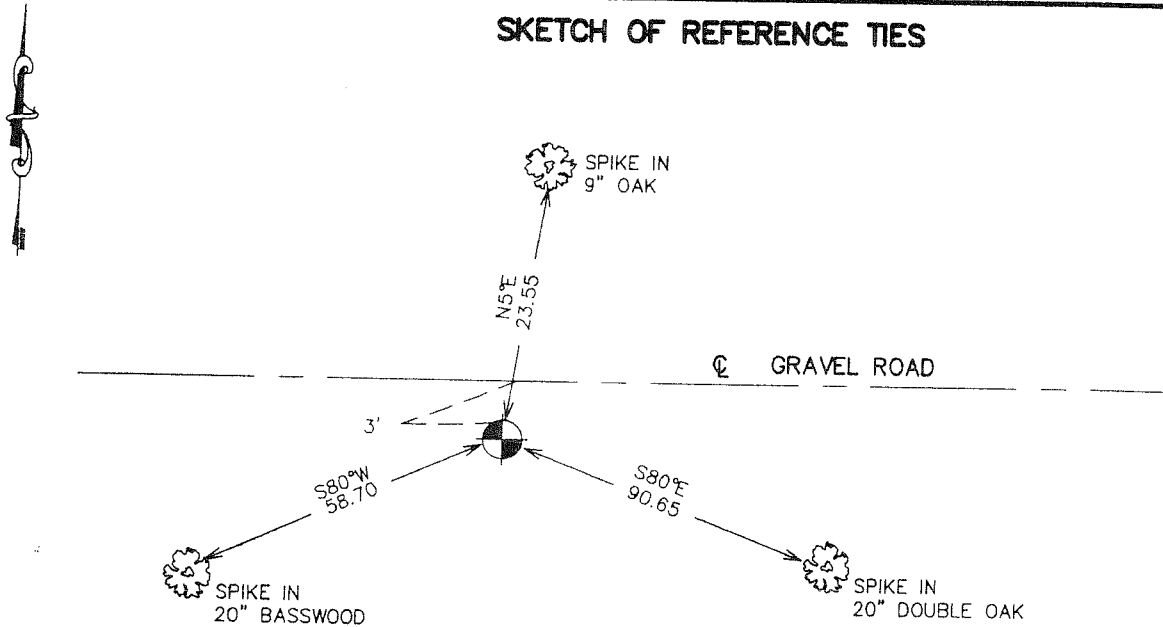 SKETCH OF REFERENCE TIES
SPIKE IN
9" OAK
N5°E
23.55
℄ GRAVEL ROAD
3'
S80°W
58.70
S80°E
90.65
SPIKE IN
20" BASSWOOD
SPIKE IN
20" DOUBLE OAK